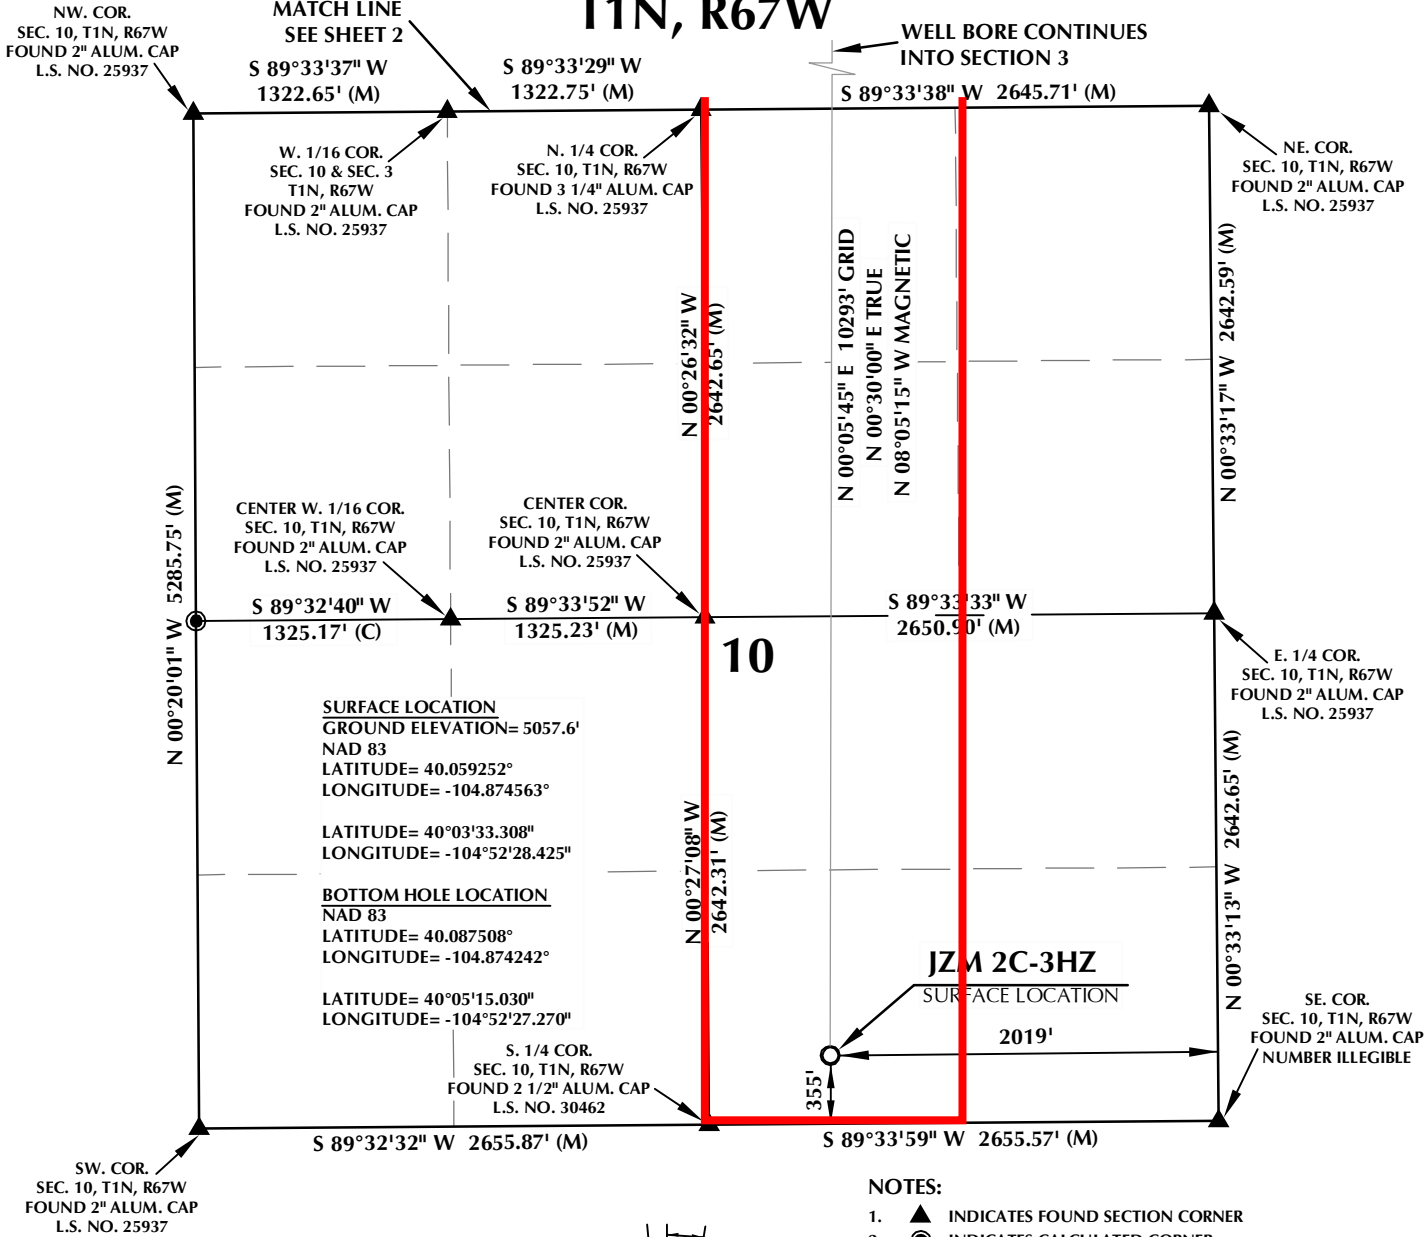 T1N, R67W
NW. COR.
SEC. 10, T1N, R67W
FOUND 2" ALUM. CAP
L.S. NO. 25937
MATCH LINE
SEE SHEET 2
WELL BORE CONTINUES
INTO SECTION 3
S 89°33'37" W
1322.65' (M)
S 89°33'29" W
1322.75' (M)
S 89°33'38" W 2645.71' (M)
W. 1/16 COR.
SEC. 10 & SEC. 3
T1N, R67W
FOUND 2" ALUM. CAP
L.S. NO. 25937
N. 1/4 COR.
SEC. 10, T1N, R67W
FOUND 3 1/4" ALUM. CAP
L.S. NO. 25937
NE. COR.
SEC. 10, T1N, R67W
FOUND 2" ALUM. CAP
L.S. NO. 25937
N 00°26'32" W
2642.65' (M)
N 00°05'45" E 10293' GRID
N 00°30'00" E TRUE
N 08°05'15" W MAGNETIC
N 00°33'17" W 2642.59' (M)
N 00°20'01" W 5285.75' (M)
CENTER W. 1/16 COR.
SEC. 10, T1N, R67W
FOUND 2" ALUM. CAP
L.S. NO. 25937
CENTER COR.
SEC. 10, T1N, R67W
FOUND 2" ALUM. CAP
L.S. NO. 25937
S 89°32'40" W
1325.17' (C)
S 89°33'52" W
1325.23' (M)
S 89°33'33" W
2650.90' (M)
10
E. 1/4 COR.
SEC. 10, T1N, R67W
FOUND 2" ALUM. CAP
L.S. NO. 25937
SURFACE LOCATION
GROUND ELEVATION= 5057.6'
NAD 83
LATITUDE= 40.059252°
LONGITUDE= -104.874563°
LATITUDE= 40°03'33.308"
LONGITUDE= -104°52'28.425"
BOTTOM HOLE LOCATION
NAD 83
LATITUDE= 40.087508°
LONGITUDE= -104.874242°
LATITUDE= 40°05'15.030"
LONGITUDE= -104°52'27.270"
N 00°27'08" W
2642.31' (M)
N 00°33'13" W 2642.65' (M)
JZM 2C-3HZ
SURFACE LOCATION
2019'
355'
S. 1/4 COR.
SEC. 10, T1N, R67W
FOUND 2 1/2" ALUM. CAP
L.S. NO. 30462
SE. COR.
SEC. 10, T1N, R67W
FOUND 2" ALUM. CAP
NUMBER ILLEGIBLE
S 89°32'32" W 2655.87' (M)
S 89°33'59" W 2655.57' (M)
SW. COR.
SEC. 10, T1N, R67W
FOUND 2" ALUM. CAP
L.S. NO. 25937
NOTES:
1. INDICATES FOUND SECTION CORNER
2. INDICATES CALCULATED CORNER